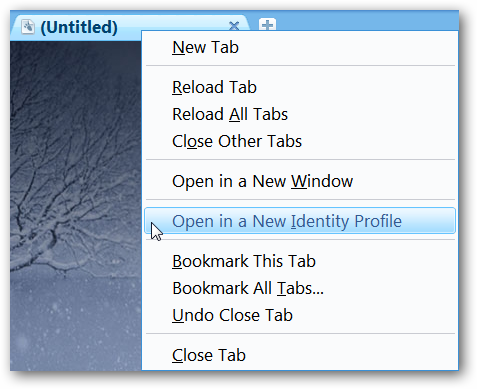 (Untitled)
New Tab
Reload Tab
Reload All Tabs
Close Other Tabs
Open in a New Window
Open in a New Identity Profile
Bookmark This Tab
Bookmark All Tabs...
Undo Close Tab
Close Tab